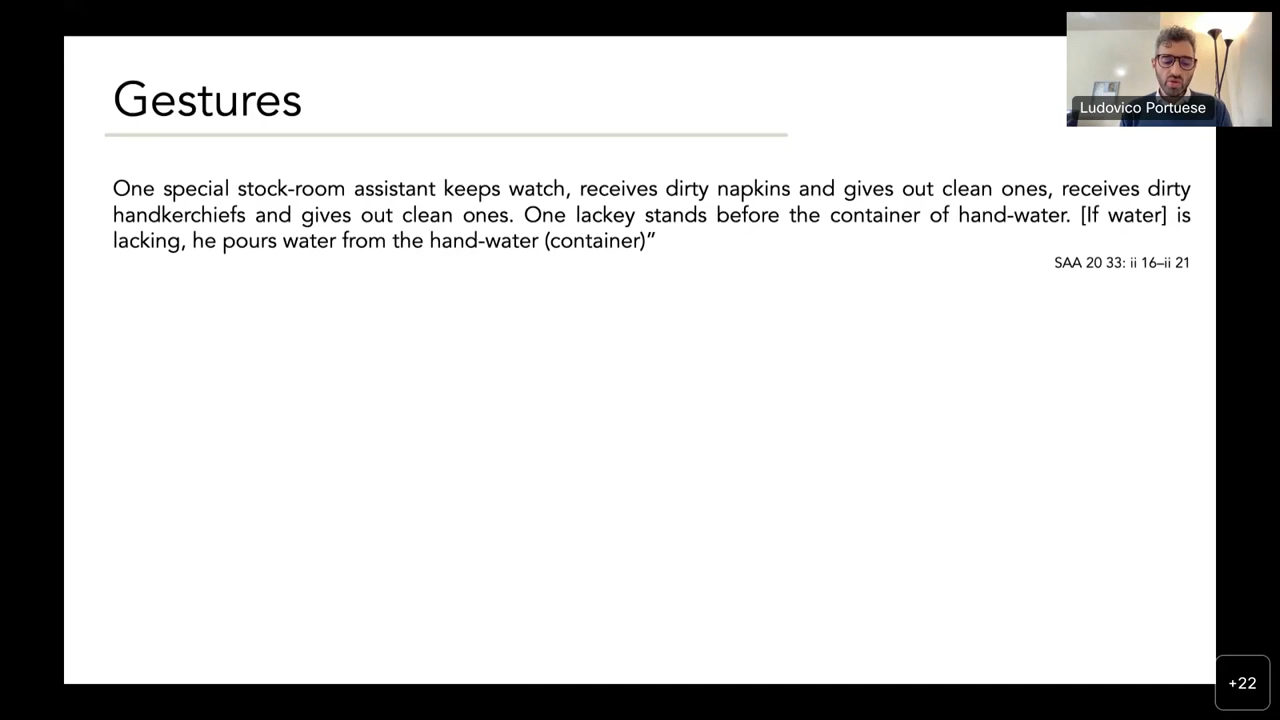 Gestures
Ludovico Portuese
One special stock-room assistant keeps watch, receives dirty napkins and gives out clean ones, receives dirty
handkerchiefs and gives out clean ones. One lackey stands before the container of hand-water. [If water] is
lacking, he pours water from the hand-water (container)”
SAA 20 33: ii 16–ii 21
+22